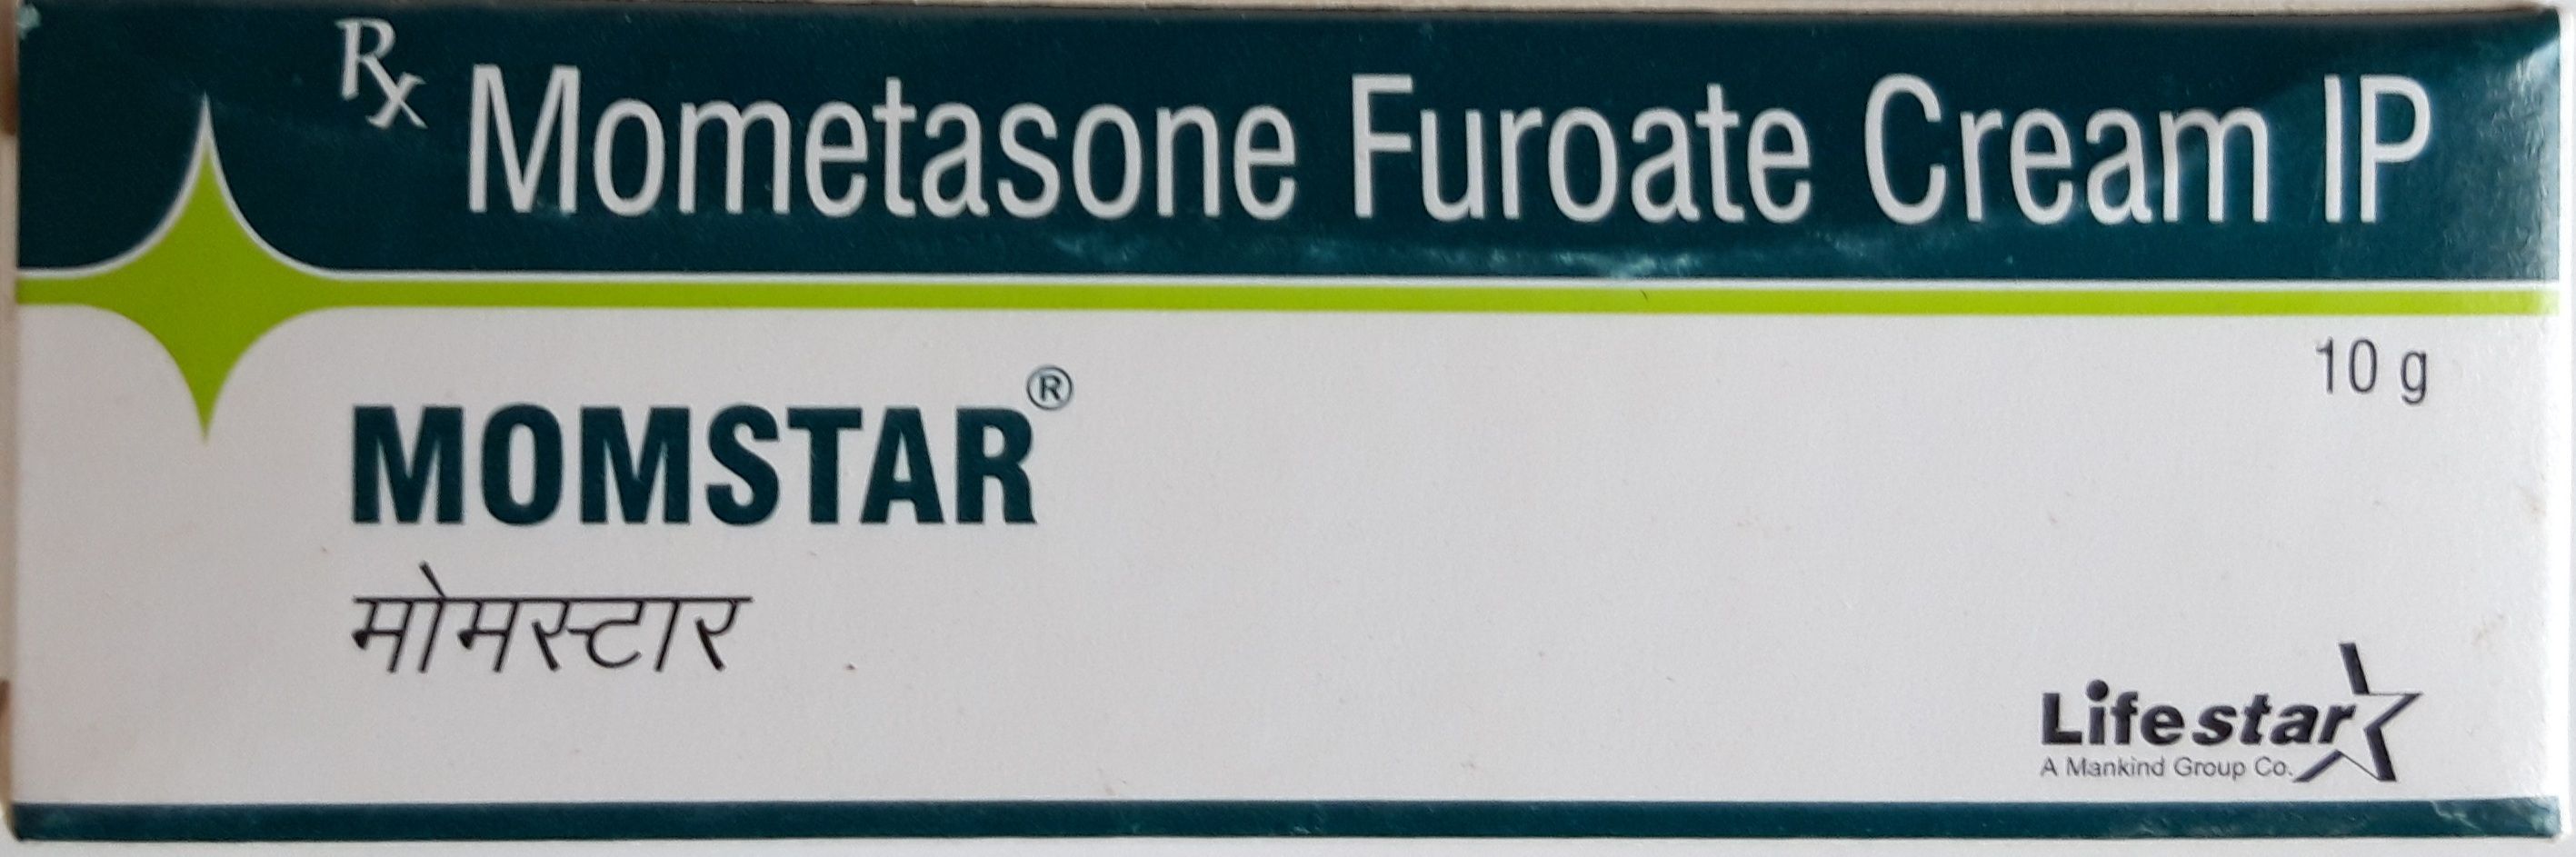 Rx Mometasone Furoate Cream IP
10 g
MOMSTAR®
मोमस्टार
Lifestar
A Mankind Group Co.